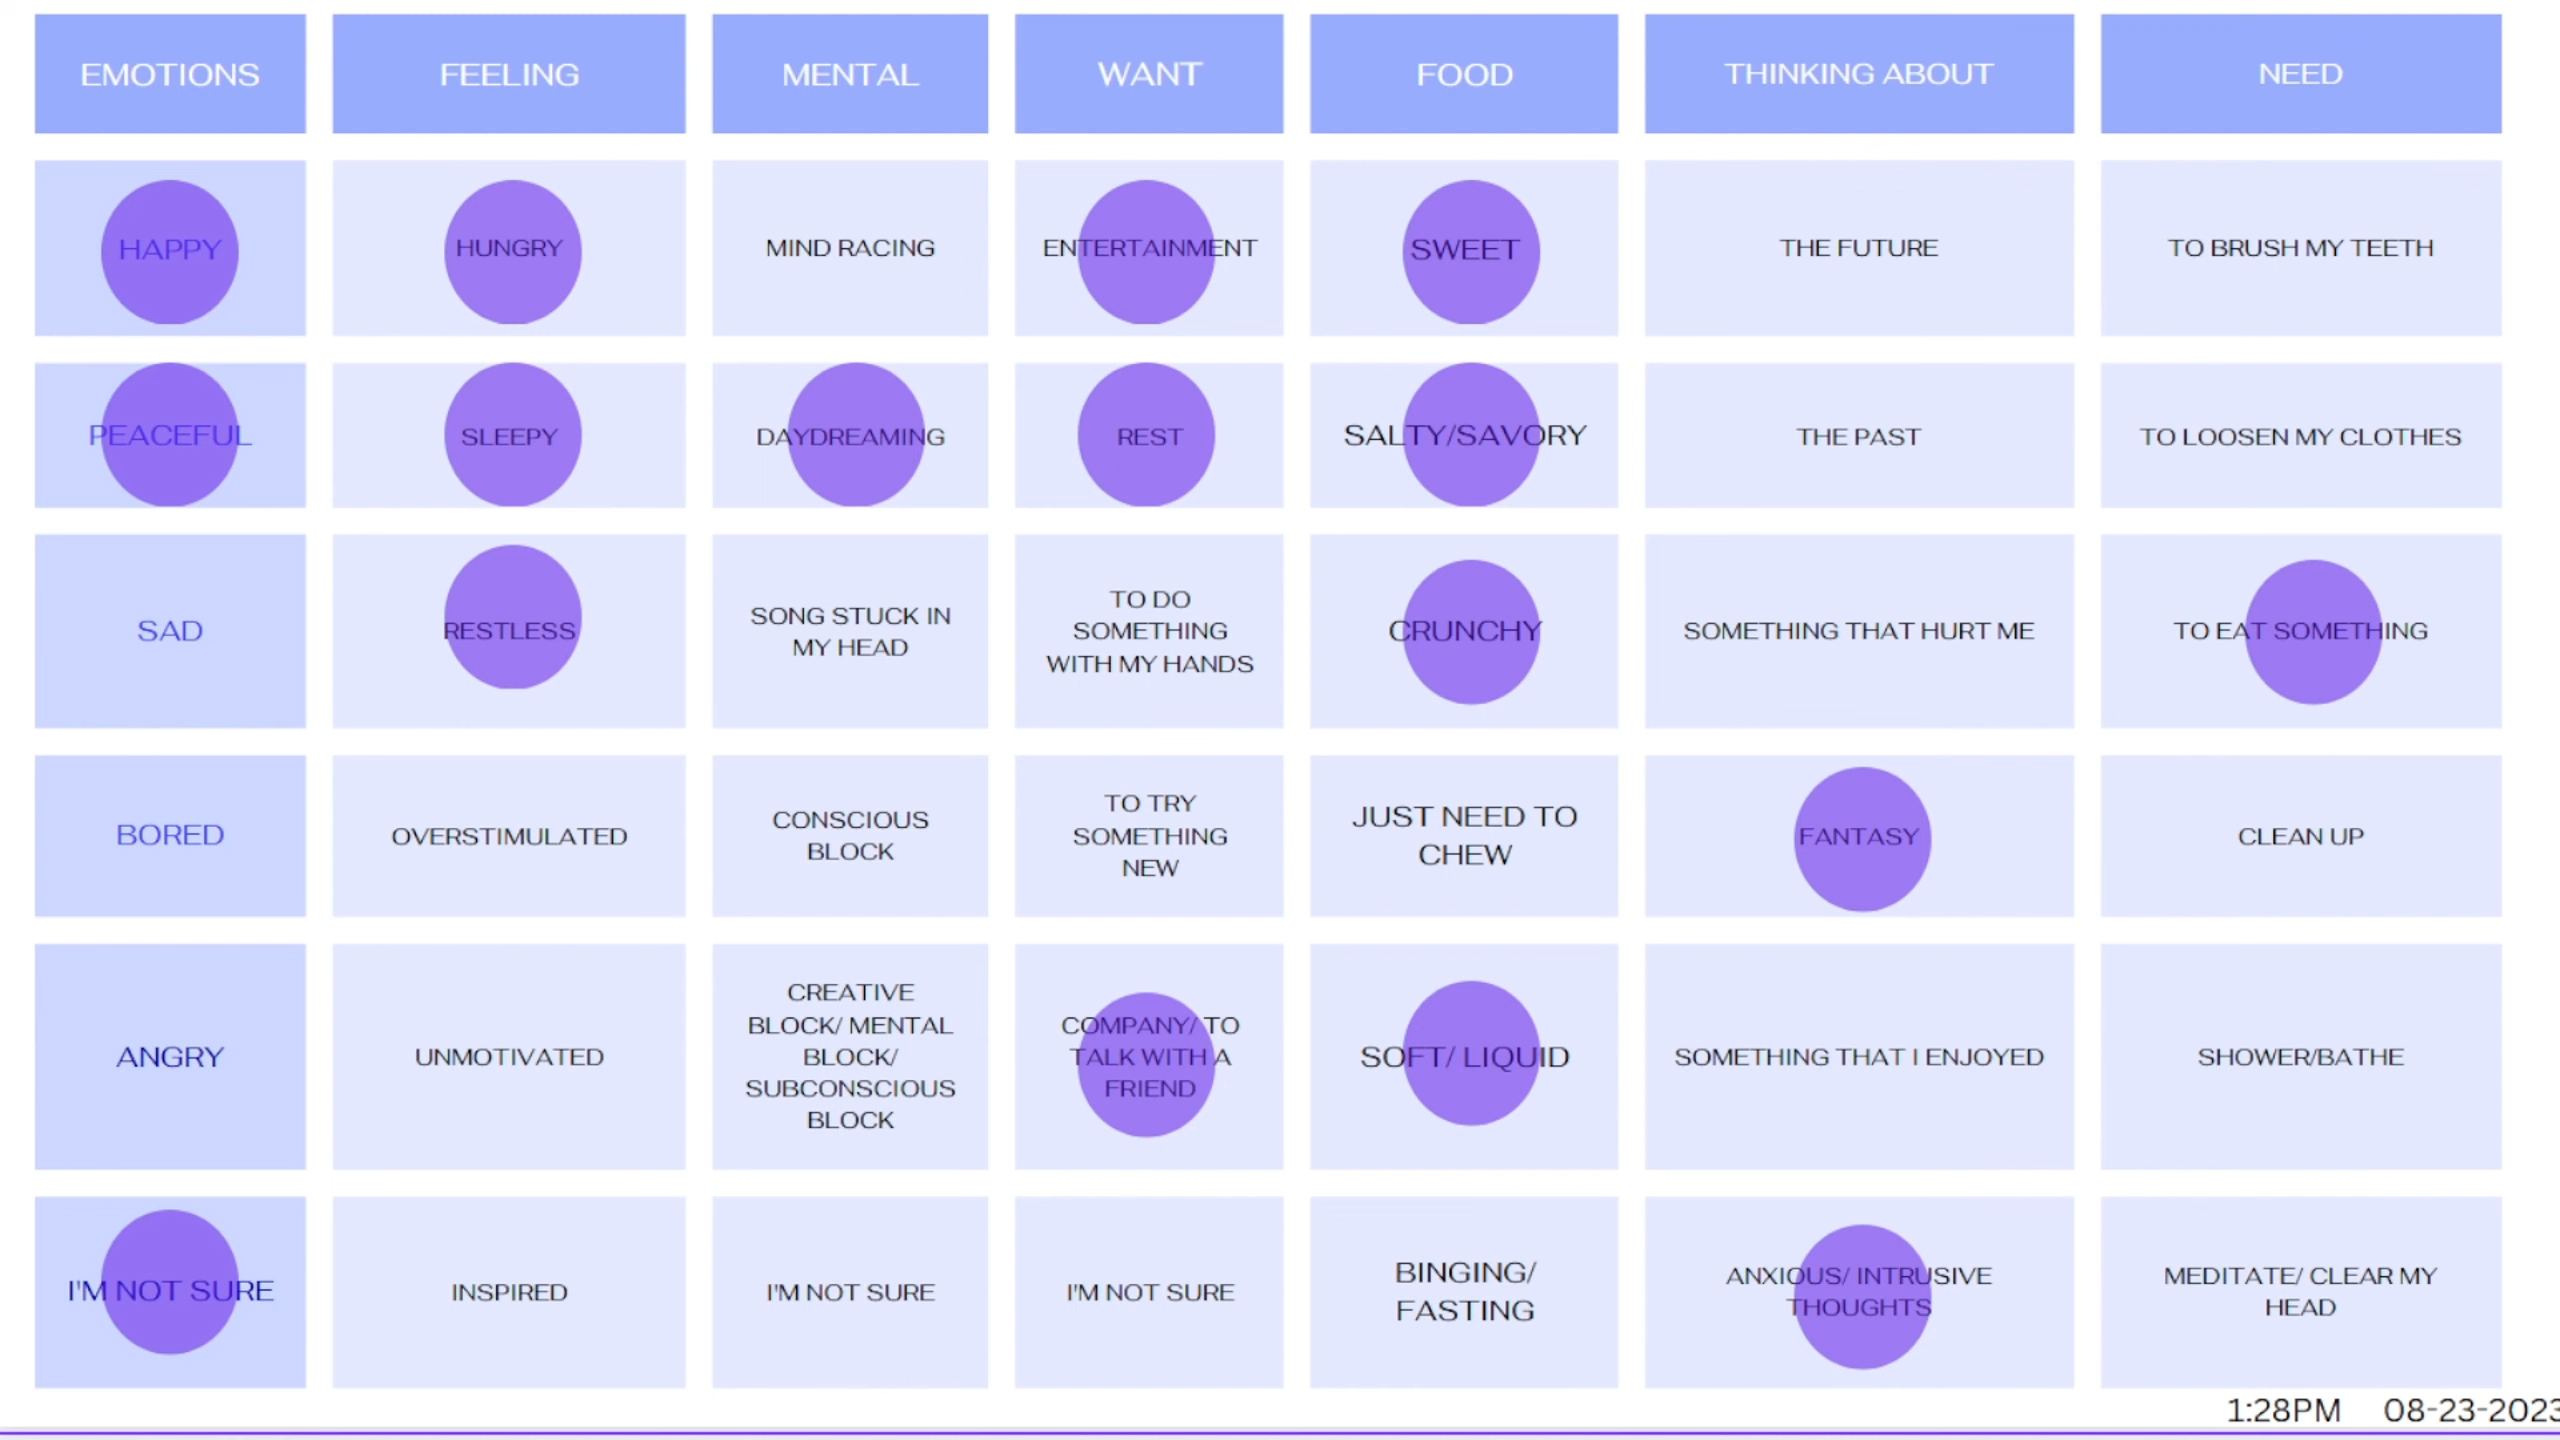 EMOTIONS
FEELING
MENTAL
WANT
FOOD
THINKING ABOUT
NEED
HAPPY
HUNGRY
MIND RACING
ENTERTAINMENT
SWEET
THE FUTURE
TO BRUSH MY TEETH
PEACEFUL
SLEEPY
DAYDREAMING
REST
SALTY/SAVORY
THE PAST
TO LOOSEN MY CLOTHES
SAD
RESTLESS
SONG STUCK IN
MY HEAD
TO DO
SOMETHING
WITH MY HANDS
CRUNCHY
SOMETHING THAT HURT ME
TO EAT SOMETHING
BORED
OVERSTIMULATED
CONSCIOUS
BLOCK
TO TRY
SOMETHING
NEW
JUST NEED TO
CHEW
FANTASY
CLEAN UP
ANGRY
UNMOTIVATED
CREATIVE
BLOCK/ MENTAL
BLOCK/
SUBCONSCIOUS
BLOCK
COMPANY/ TO
TALK WITH A
FRIEND
SOFT/ LIQUID
SOMETHING THAT I ENJOYED
SHOWER/BATHE
I'M NOT SURE
INSPIRED
I'M NOT SURE
I'M NOT SURE
BINGING/
FASTING
ANXIOUS/ INTRUSIVE
THOUGHTS
MEDITATE/ CLEAR MY
HEAD
1:28PM 08-23-2023